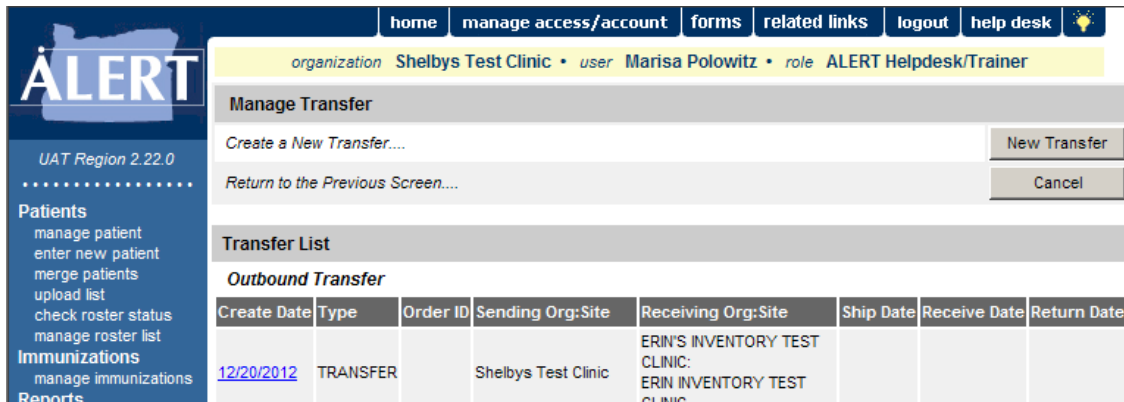 home manage access/account forms related links logout help desk
organization Shelbys Test Clinic • user Marisa Polowitz • role ALERT Helpdesk/Trainer
ALERT
UAT Region 2.22.0
Patients
manage patient
enter new patient
merge patients
upload list
check roster status
manage roster list
Immunizations
manage immunizations
Reports
Manage Transfer
Create a New Transfer.... New Transfer
Return to the Previous Screen.... Cancel
Transfer List
Outbound Transfer
Create Date Type Order ID Sending Org:Site Receiving Org:Site Ship Date Receive Date Return Date
12/20/2012 TRANSFER Shelbys Test Clinic ERIN'S INVENTORY TEST
CLINIC:
ERIN INVENTORY TEST
CLINIC